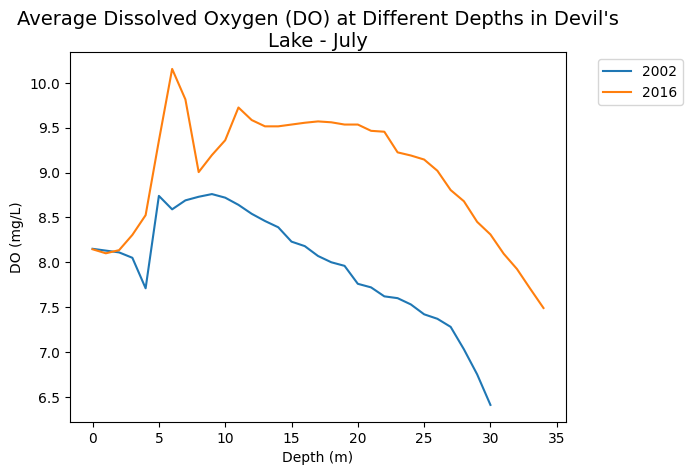 Average Dissolved Oxygen (DO) at Different Depths in Devil's
Lake - July
2002
2016
10.0
9.5
9.0
8.5
8.0
7.5
7.0
6.5
DO (mg/L)
0 5 10 15 20 25 30 35
Depth (m)